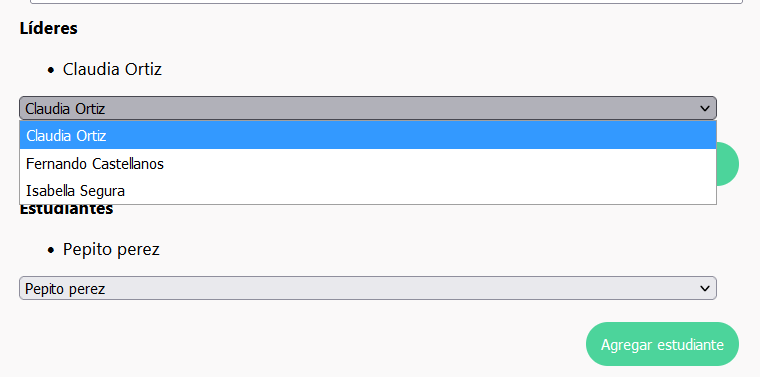 Líderes
Claudia Ortiz
Claudia Ortiz
Claudia Ortiz
Fernando Castellanos
Isabella Segura
Estudiantes
Pepito perez
Pepito perez
Agregar estudiante